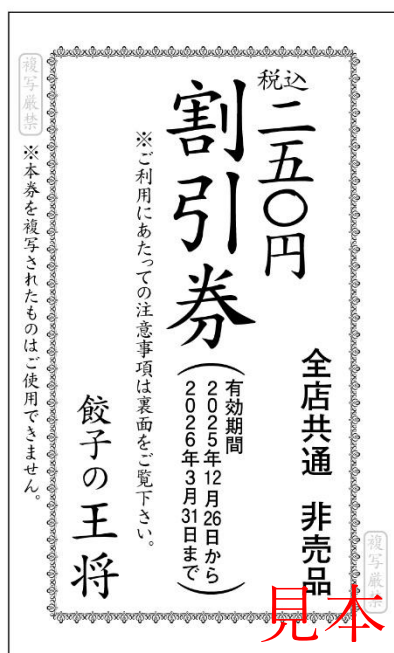 複写厳禁
全店共通　非売品
税込二五〇円
割引券
有効期間
2025年12月26日から
2026年3月31日まで
※ご利用にあたっての注意事項は裏面をご覧下さい。
餃子の王将
※本券を複写されたものはご使用できません。
複写厳禁
見本